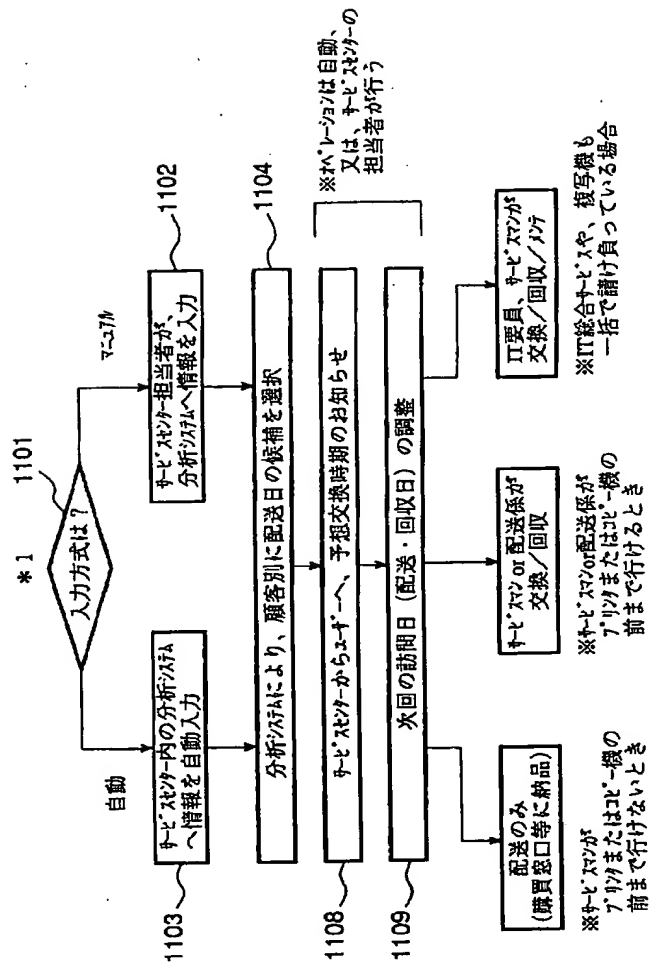 *1
1101
入力方式は?
自動
マニュアル
1103
サービスセンター内の分析システム
へ情報を自動入力
1102
サービスセンター担当者が、
分析システムへ情報を入力
1104
分析システムにより、顧客別に配送日の候補を選択
1108
サービスセンターからユーザーへ、予想交換時期のお知らせ
1109
次回の訪問日(配送・回収日)の調整
※オペレーションは自動、
又は、サービスセンターの
担当者が行う
配送のみ
(購買窓口等に納品)
※サービスマンが
プリンタまたはコピー機の
前まで行けないとき
サービスマンor配送係が
交換/回収
※サービスマンor配送係が
プリンタまたはコピー機の
前まで行けるとき
IT要員、サービスマンが
交換/回収/メンテ
※IT総合サービスや、複写機も
一括で請け負っている場合